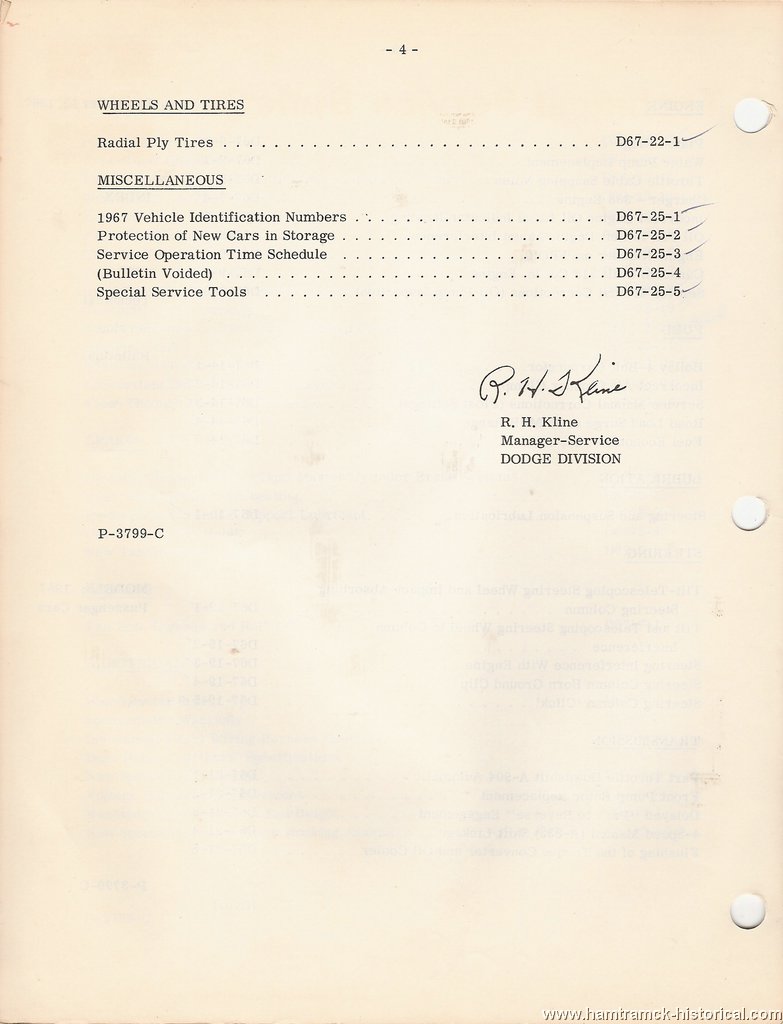 - 4 -
WHEELS AND TIRES
Radial Ply Tires . . . . . . . . . . . . . . . . . . . . . . . . . . . . . . . D67-22-1
MISCELLANEOUS
1967 Vehicle Identification Numbers . . . . . . . . . . . . . . . . . . . . . D67-25-1
Protection of New Cars in Storage . . . . . . . . . . . . . . . . . . . . . D67-25-2
Service Operation Time Schedule . . . . . . . . . . . . . . . . . . . . . D67-25-3
(Bulletin Voided) . . . . . . . . . . . . . . . . . . . . . . . . . . . . . . D67-25-4
Special Service Tools . . . . . . . . . . . . . . . . . . . . . . . . . . . D67-25-5
R. H. Kline
R. H. Kline
Manager-Service
DODGE DIVISION
P-3799-C
www.hamtramck-historical.com